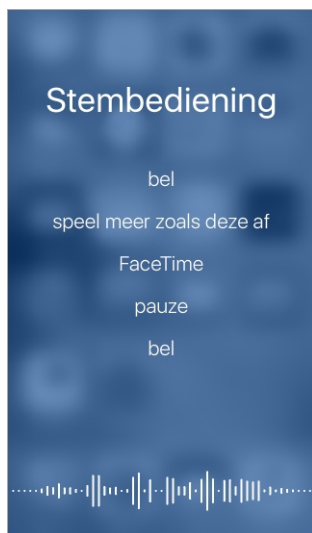 Stembediening
bel
speel meer zoals deze af
FaceTime
pauze
bel